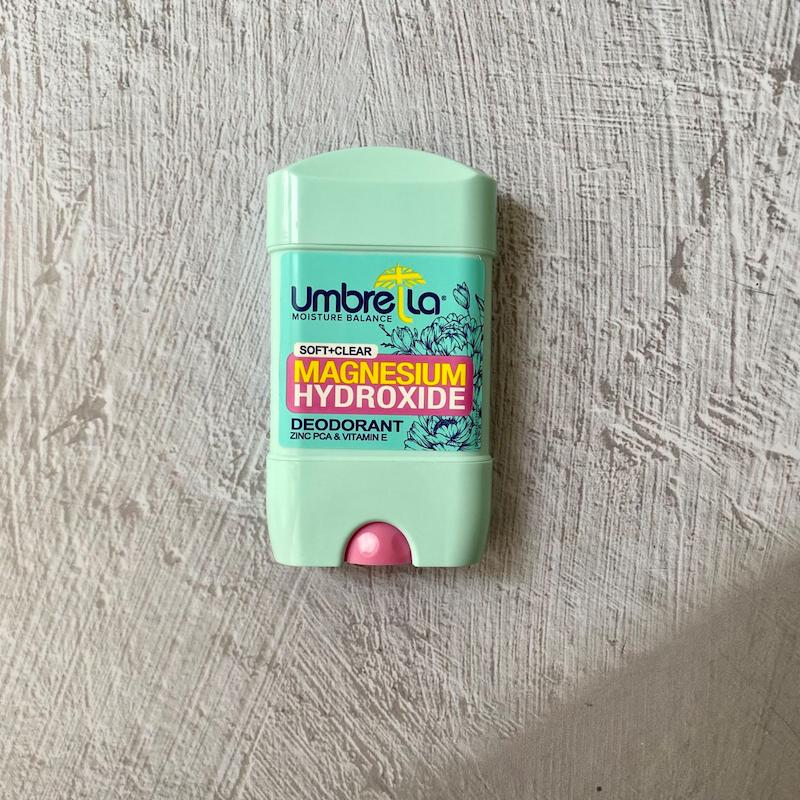 Umbrella®
MOISTURE BALANCE
SOFT+CLEAR
MAGNESIUM
HYDROXIDE
DEODORANT
ZINC PCA & VITAMIN E